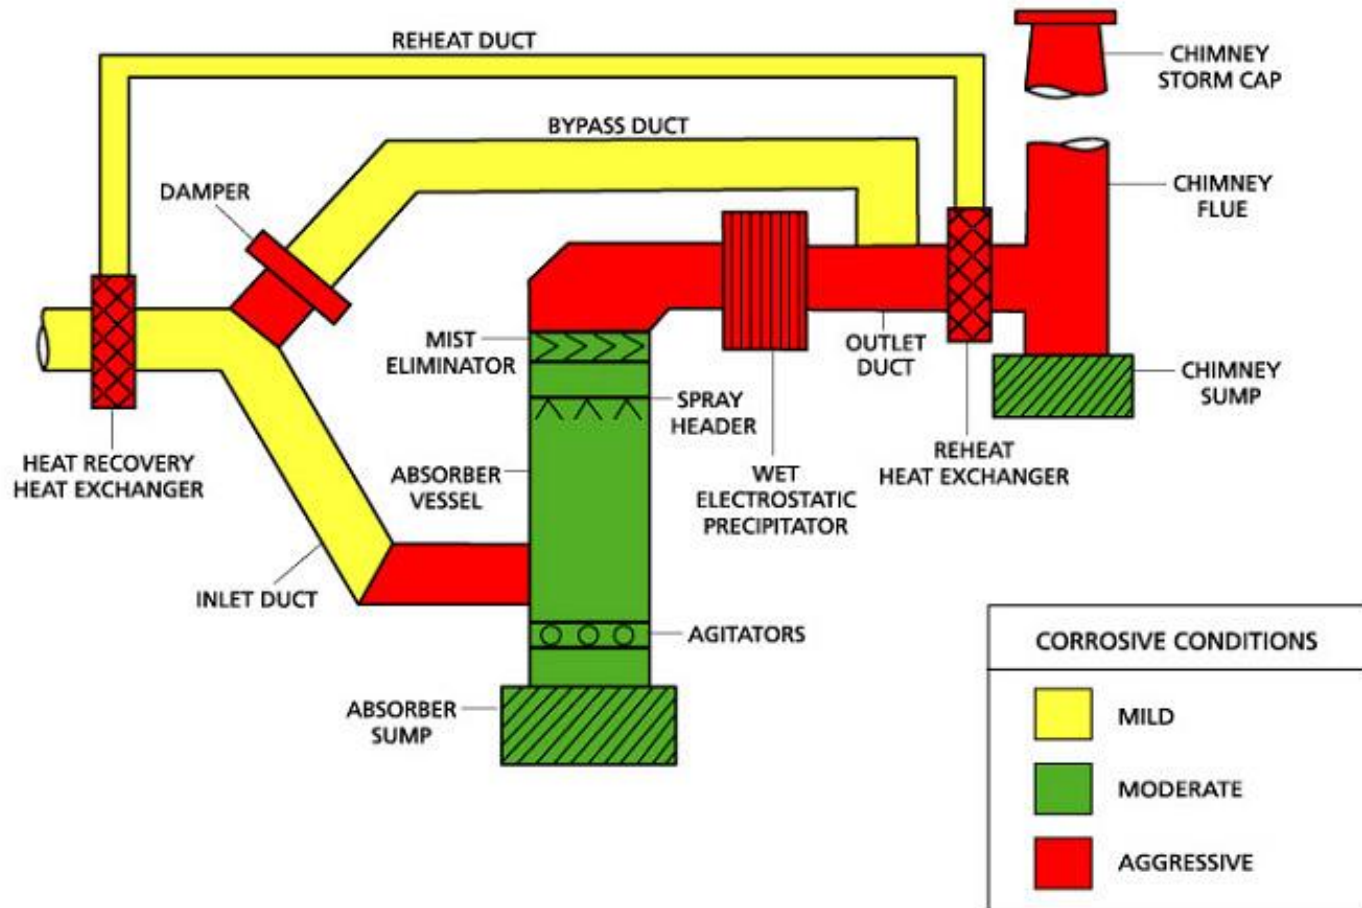 REHEAT DUCT
CHIMNEY
STORM CAP
BYPASS DUCT
DAMPER
CHIMNEY
FLUE
MIST
ELIMINATOR
OUTLET
DUCT
CHIMNEY
SUMP
SPRAY
HEADER
HEAT RECOVERY
HEAT EXCHANGER
ABSORBER
VESSEL
WET
ELECTROSTATIC
PRECIPITATOR
REHEAT
HEAT EXCHANGER
INLET DUCT
AGITATORS
ABSORBER
SUMP
CORROSIVE CONDITIONS
MILD
MODERATE
AGGRESSIVE